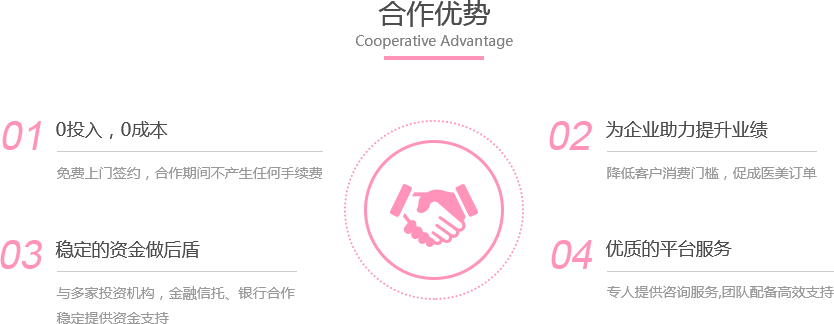 合作优势
Cooperative Advantage
01 0投入，0成本
免费上门签约，合作期间不产生任何手续费
02 为企业助力提升业绩
降低客户消费门槛，促成医美订单
03 稳定的资金做后盾
与多家投资机构，金融信托、银行合作
稳定提供资金支持
04 优质的平台服务
专人提供咨询服务,团队配备高效支持